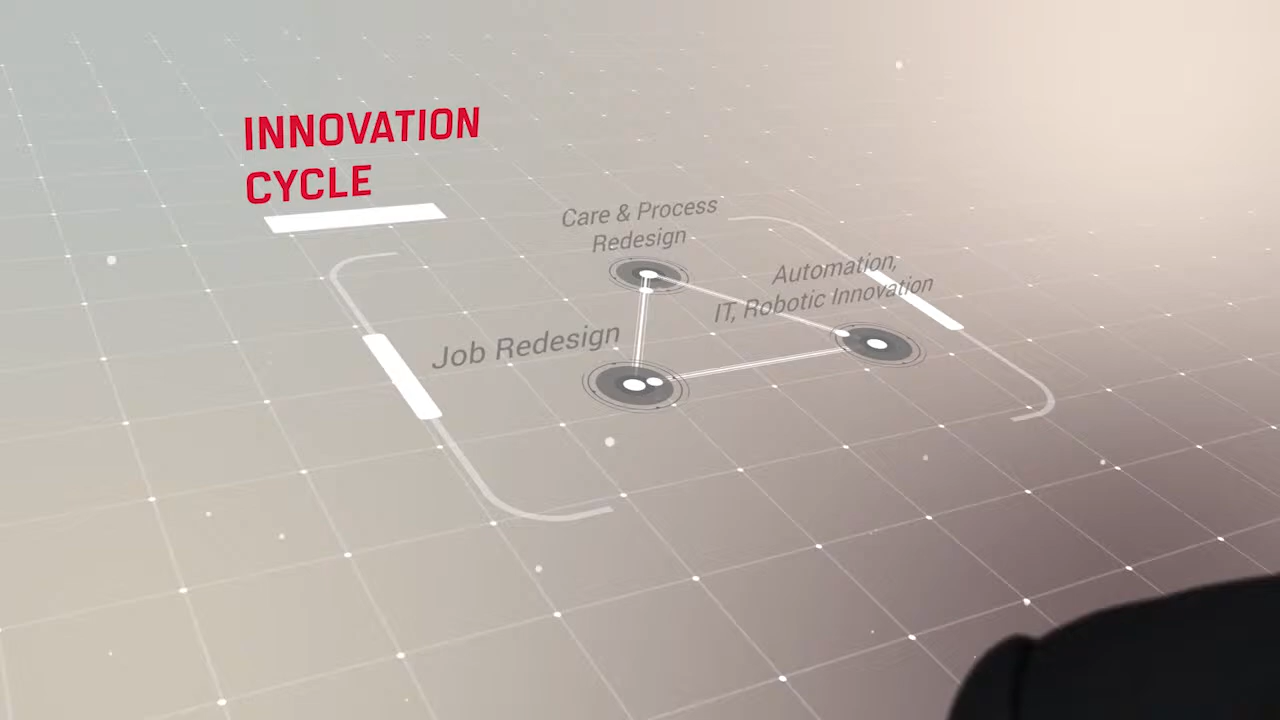 INNOVATION
CYCLE
Care & Process
Redesign
Automation,
IT, Robotic Innovation
Job Redesign